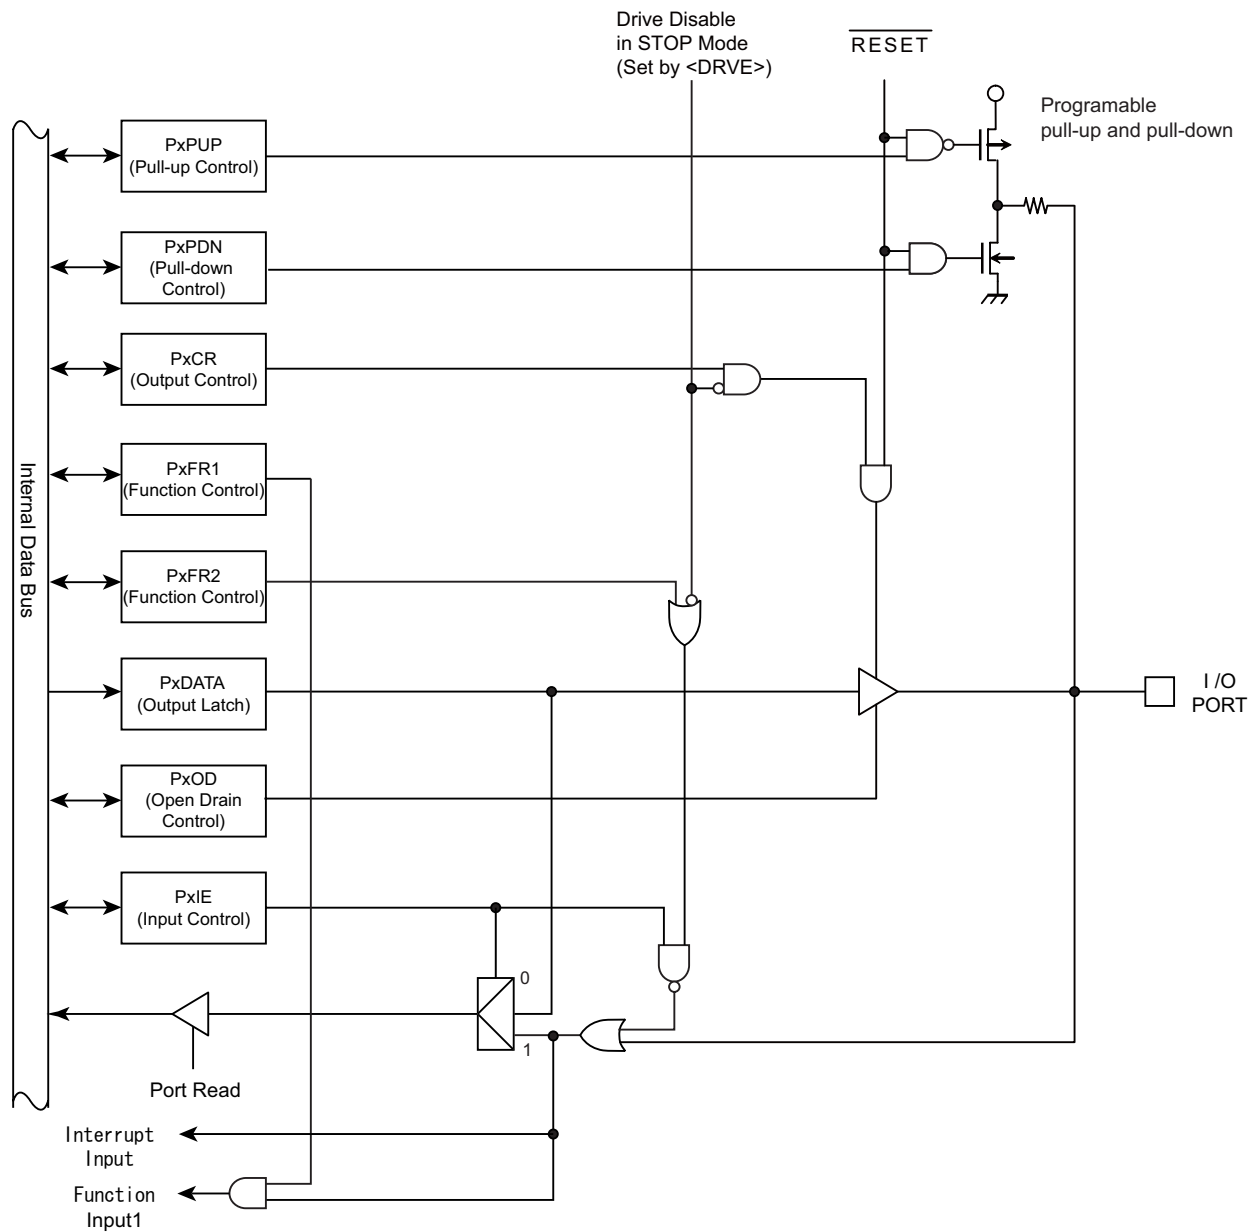 Drive Disable
in STOP Mode
(Set by <DRVE>)
RESET
Programable
pull-up and pull-down
PxPUP
(Pull-up Control)
PxPDN
(Pull-down
Control)
PxCR
(Output Control)
PxFR1
(Function Control)
Internal Data Bus
PxFR2
(Function Control)
PxDATA
(Output Latch)
I /O
PORT
PxOD
(Open Drain
Control)
PxIE
(Input Control)
0
1
Port Read
Interrupt
Input
Function
Input1